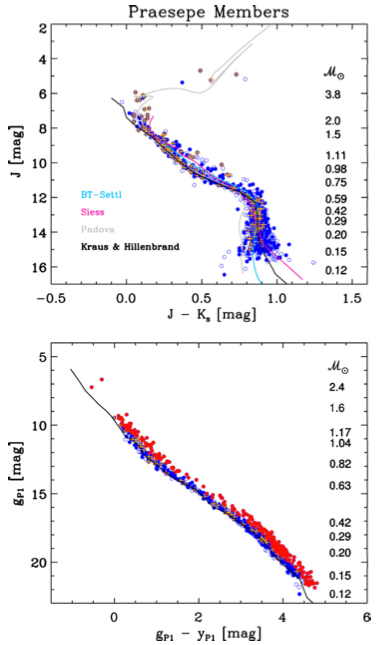 Praesepe Members
2
4
6
8
10
12
14
16
J [mag]
ℳ⊙
3.8
2.0
1.5
1.11
0.98
0.75
0.59
0.42
0.29
0.20
0.15
0.12
BT-Settl
Siess
Padova
Kraus & Hillenbrand
-0.5 0.0 0.5 1.0 1.5
J - Ks [mag]
5
10
15
20
gP1 [mag]
ℳ⊙
2.4
1.6
1.17
1.04
0.82
0.63
0.42
0.29
0.20
0.15
0.12
0 2 4 6
gP1 - yP1 [mag]